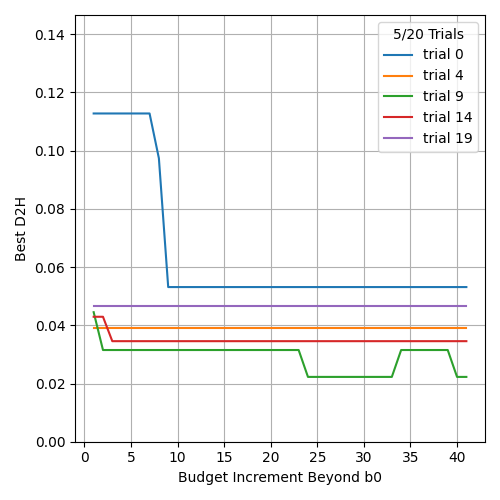 0.14
0.12
0.10
0.08
0.06
0.04
0.02
0.00
Best D2H
5/20 Trials
trial 0
trial 4
trial 9
trial 14
trial 19
0 5 10 15 20 25 30 35 40
Budget Increment Beyond b0